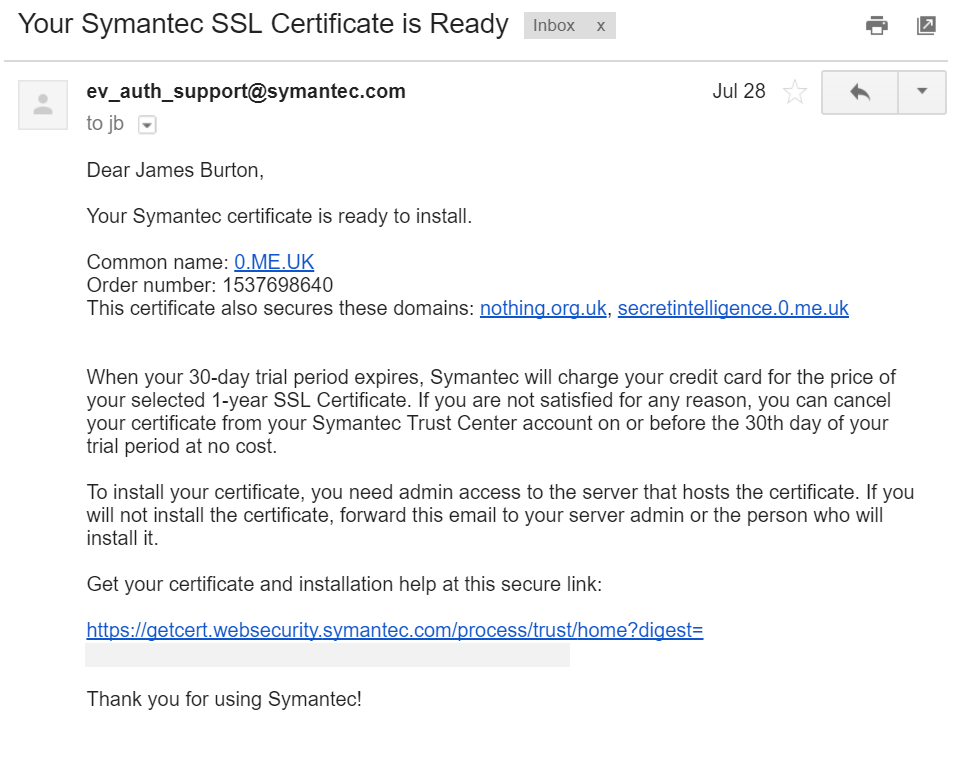 Your Symantec SSL Certificate is Ready Inbox x
ev_auth_support@symantec.com Jul 28
to jb
Dear James Burton,
Your Symantec certificate is ready to install.
Common name: 0.ME.UK
Order number: 1537698640
This certificate also secures these domains: nothing.org.uk, secretintelligence.0.me.uk
When your 30-day trial period expires, Symantec will charge your credit card for the price of
your selected 1-year SSL Certificate. If you are not satisfied for any reason, you can cancel
your certificate from your Symantec Trust Center account on or before the 30th day of your
trial period at no cost.
To install your certificate, you need admin access to the server that hosts the certificate. If you
will not install the certificate, forward this email to your server admin or the person who will
install it.
Get your certificate and installation help at this secure link:
https://getcert.websecurity.symantec.com/process/trust/home?digest=
Thank you for using Symantec!